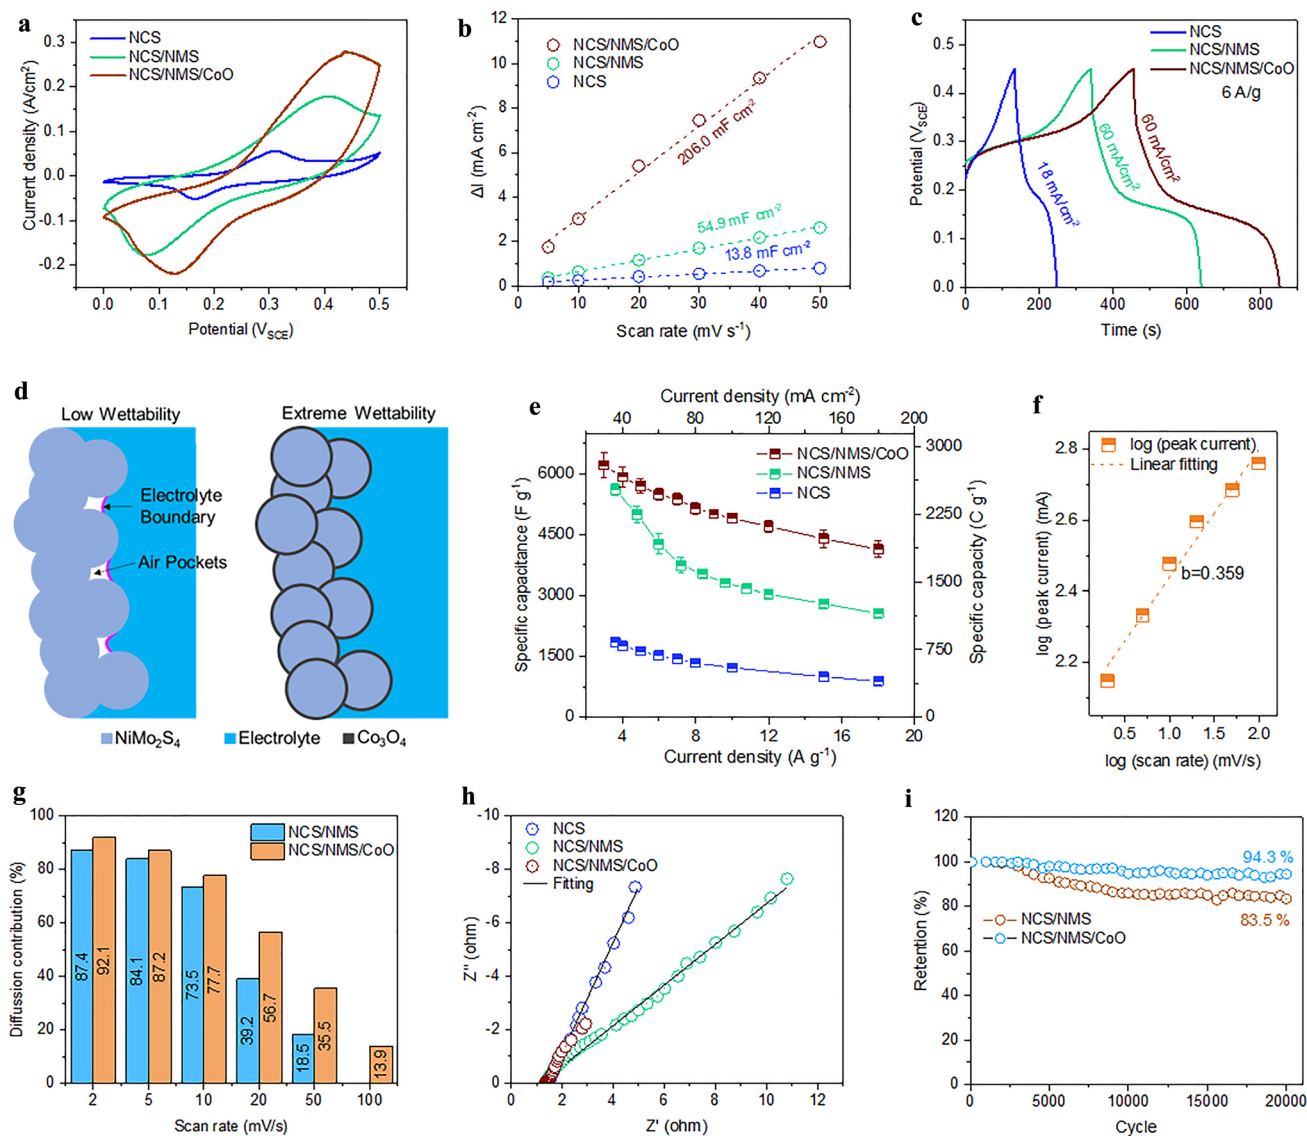 a
NCS
NCS/NMS
NCS/NMS/CoO
0.3
0.2
0.1
0.0
-0.1
-0.2
0.0 0.1 0.2 0.3 0.4 0.5
Current density (A/cm²)
Potential (V_SCE)
b
NCS/NMS/CoO
NCS/NMS
NCS
206.0 mF cm⁻²
54.9 mF cm⁻²
13.8 mF cm⁻²
12
10
8
6
4
2
0
0 10 20 30 40 50
ΔI (mA cm⁻²)
Scan rate (mV s⁻¹)
c
NCS
NCS/NMS
NCS/NMS/CoO
6 A/g
18 mA/cm²
60 mA/cm²
60 mA/cm²
0.5
0.4
0.3
0.2
0.1
0.0
0 200 400 600 800
Potential (V_SCE)
Time (s)
d
Low Wettability
Extreme Wettability
Electrolyte
Boundary
Air Pockets
NiMo₂S₄ Electrolyte Co₃O₄
e
Current density (mA cm⁻²)
40 80 120 160 200
NCS/NMS/CoO
NCS/NMS
NCS
6000
4500
3000
1500
0
3000
2250
1500
750
0
4 8 12 16 20
Specific capacitance (F g⁻¹)
Specific capacity (C g⁻¹)
Current density (A g⁻¹)
f
log (peak current)
Linear fitting
b=0.359
2.8
2.6
2.4
2.2
0.5 1.0 1.5 2.0
log (peak current) (mA)
log (scan rate) (mV/s)
g
NCS/NMS
NCS/NMS/CoO
100
80
60
40
20
0
87.4 92.1 84.1 87.2 73.5 77.7 39.2 56.7 18.5 35.5 13.9
2 5 10 20 50 100
Diffussion contribution (%)
Scan rate (mV/s)
h
NCS
NCS/NMS
NCS/NMS/CoO
Fitting
-10
-8
-6
-4
-2
0
0 2 4 6 8 10 12
Z'' (ohm)
Z' (ohm)
i
94.3 %
83.5 %
NCS/NMS
NCS/NMS/CoO
120
100
80
60
40
20
0
0 5000 10000 15000 20000
Retention (%)
Cycle